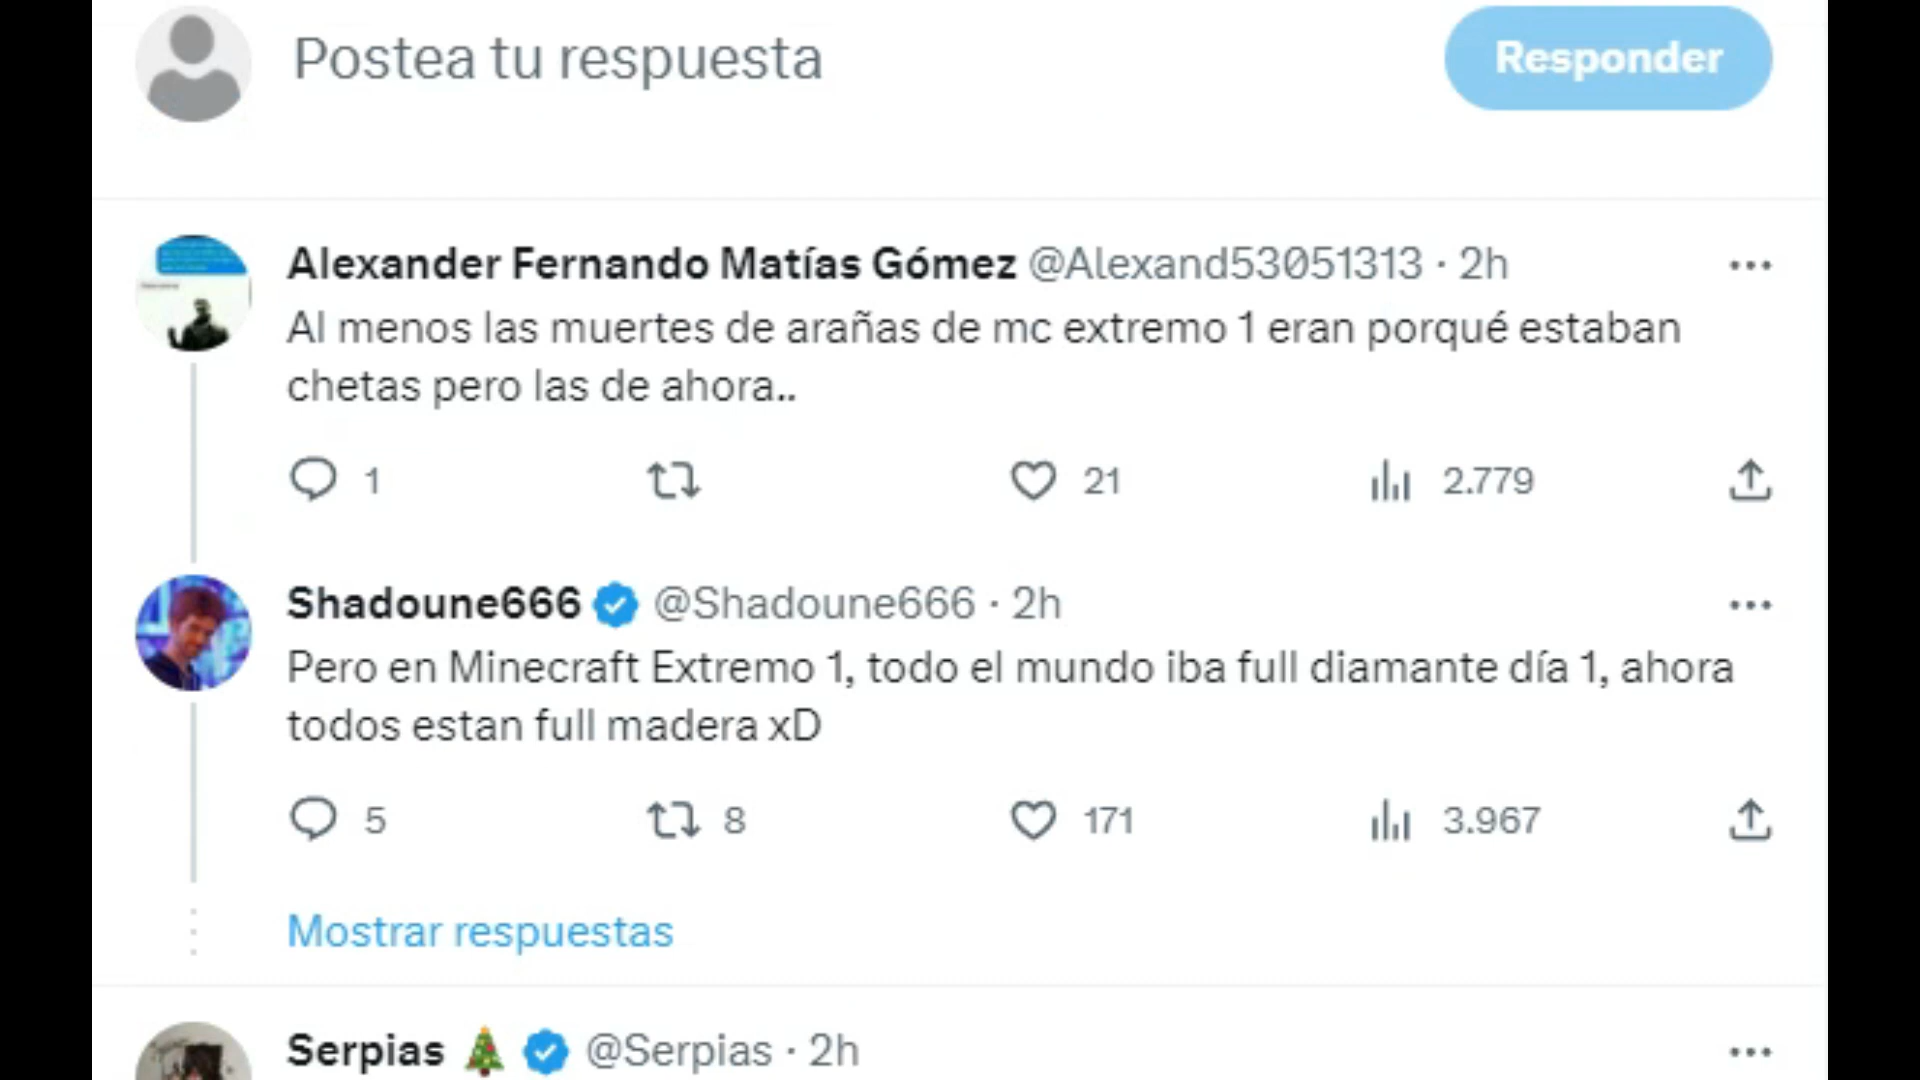 Postea tu respuesta
Responder
Alexander Fernando Matías Gómez @Alexand53051313 · 2h
Al menos las muertes de arañas de mc extremo 1 eran porqué estaban
chetas pero las de ahora..
1 21 2.779
Shadoune666 @Shadoune666 · 2h
Pero en Minecraft Extremo 1, todo el mundo iba full diamante día 1, ahora
todos estan full madera xD
5 8 171 3.967
Mostrar respuestas
Serpias 🎄 @Serpias · 2h